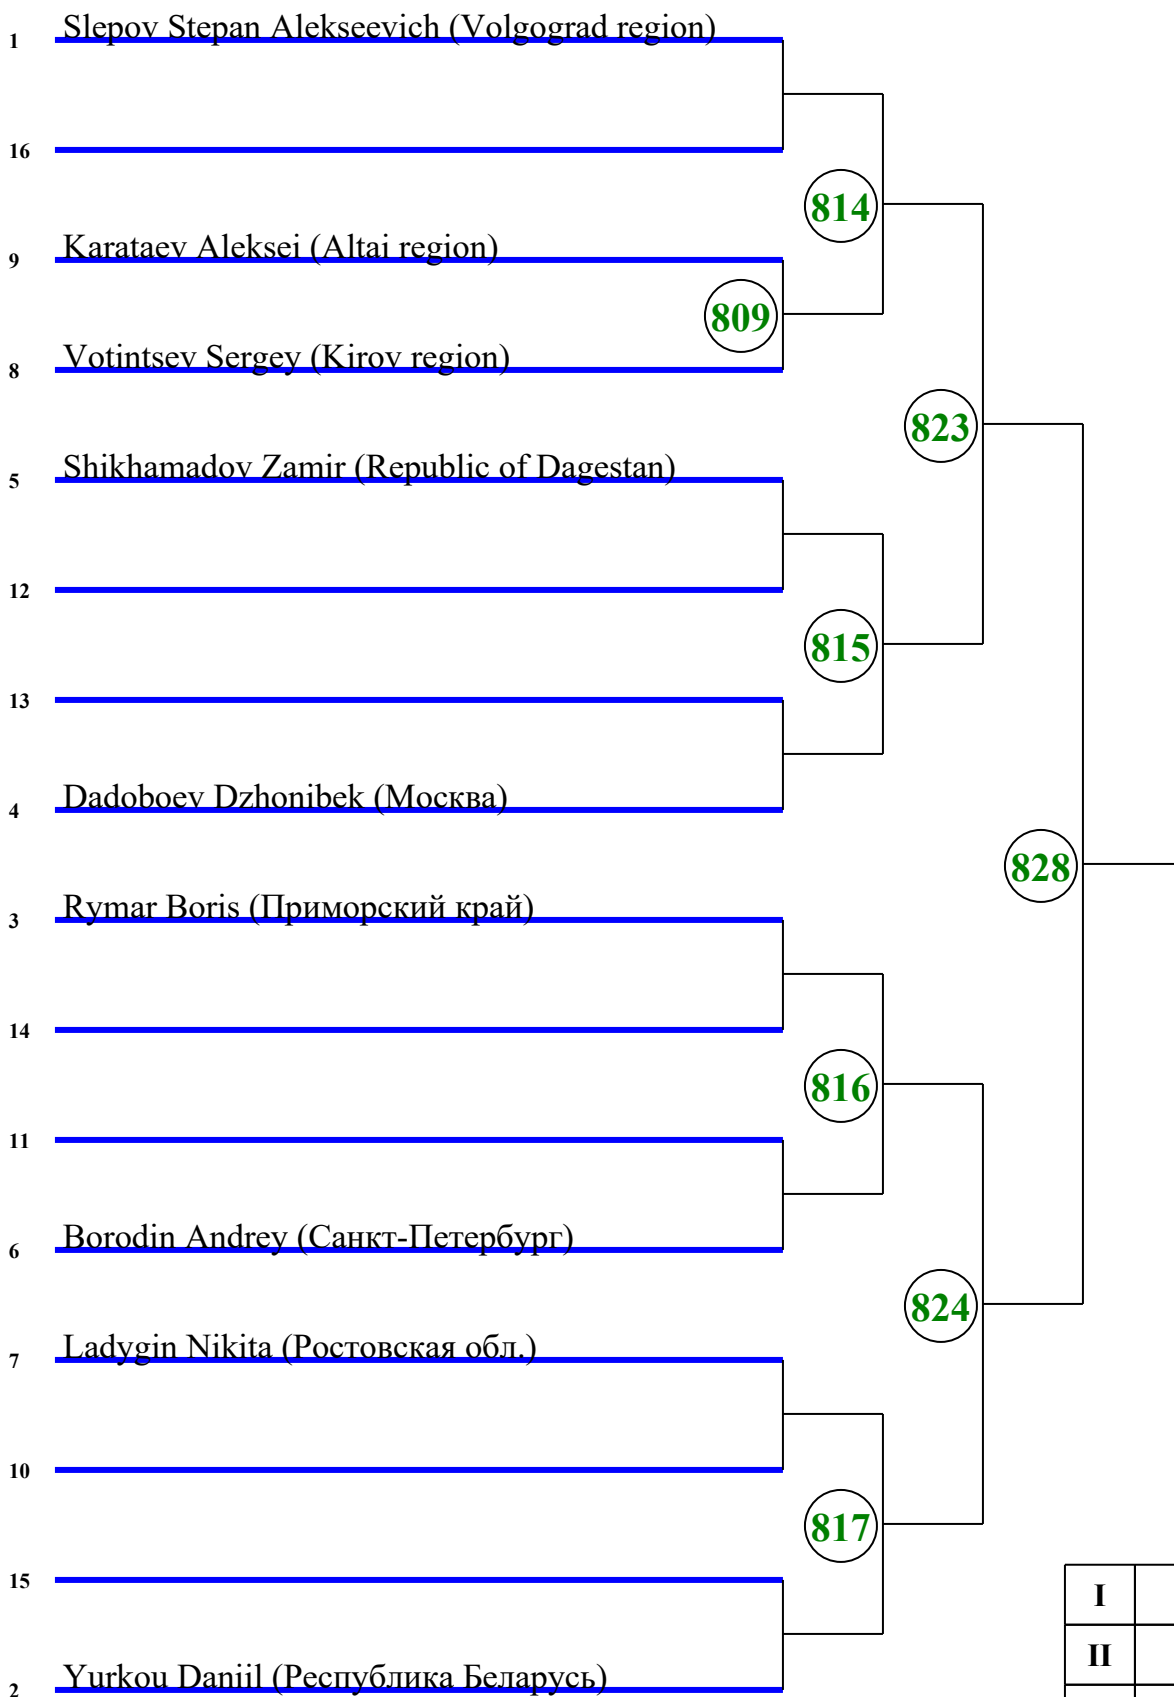 1 Slepov Stepan Alekseevich (Volgograd region)
16
814
9 Karataev Aleksei (Altai region)
809
8 Votintsev Sergey (Kirov region)
823
5 Shikhamadov Zamir (Republic of Dagestan)
12
815
13
4 Dadoboev Dzhonibek (Москва)
828
3 Rymar Boris (Приморский край)
14
816
11
6 Borodin Andrey (Санкт-Петербург)
824
7 Ladygin Nikita (Ростовская обл.)
10
817
15
I
II
2 Yurkou Daniil (Республика Беларусь)